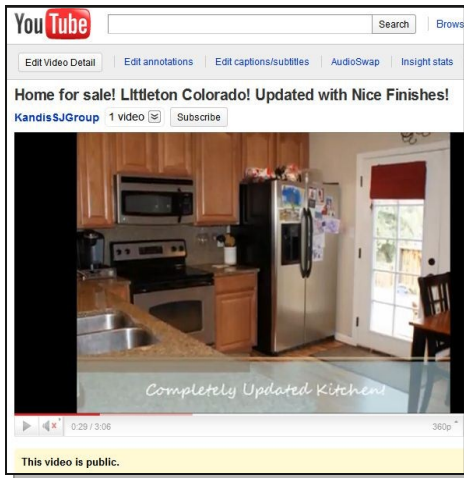 YouTube Search Brows
Edit Video Detail Edit annotations Edit captions/subtitles AudioSwap Insight stats
Home for sale! LIttleton Colorado! Updated with Nice Finishes!
KandisSJGroup 1 video Subscribe
Completely Updated Kitchen!
0:29 / 3:06 360p
This video is public.